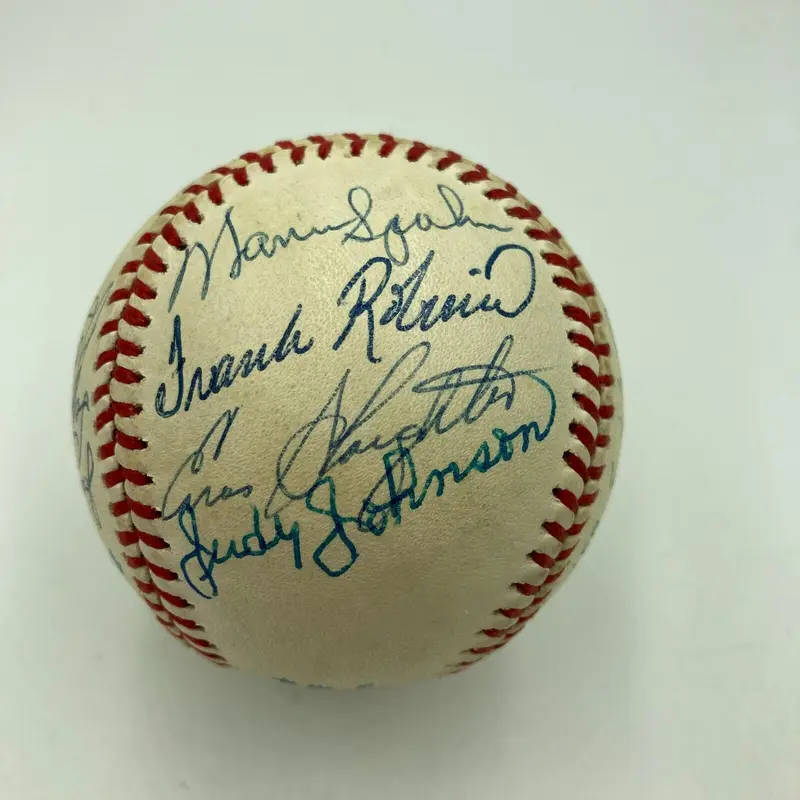 Warren Spahn
Frank Robinson
Enos Slaughter
Judy Johnson